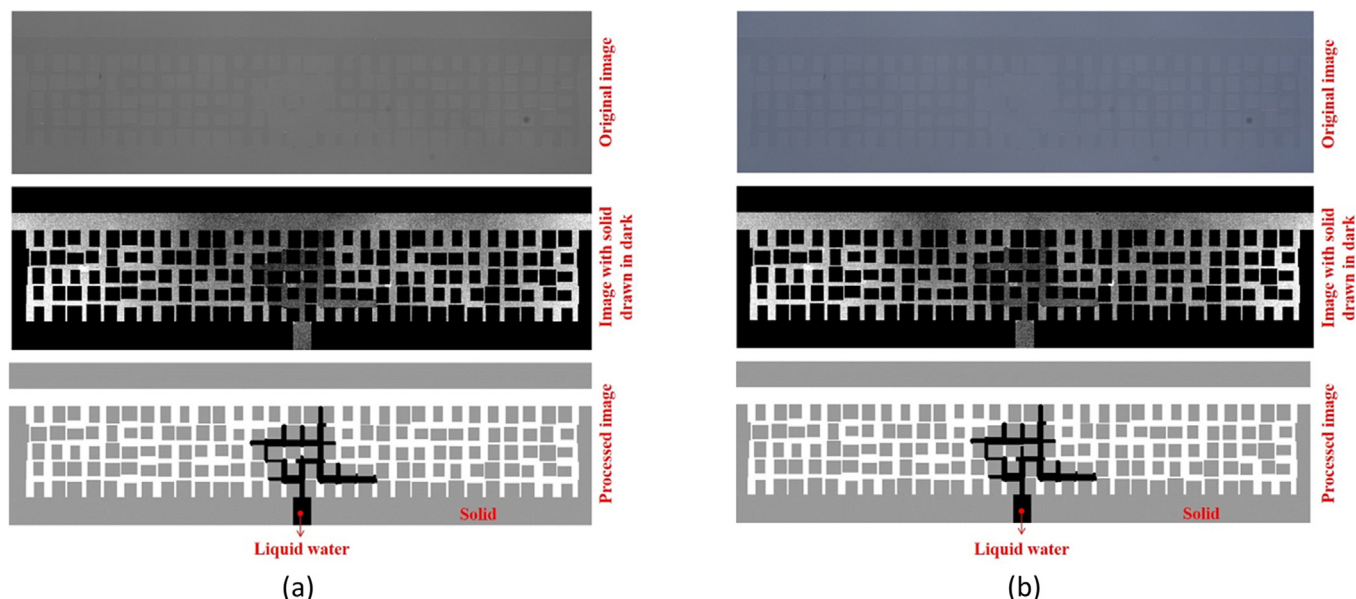 Original image
Image with solid
drawn in dark
Processed image
Solid
Liquid water
(a)
Original image
Image with solid
drawn in dark
Processed image
Solid
Liquid water
(b)